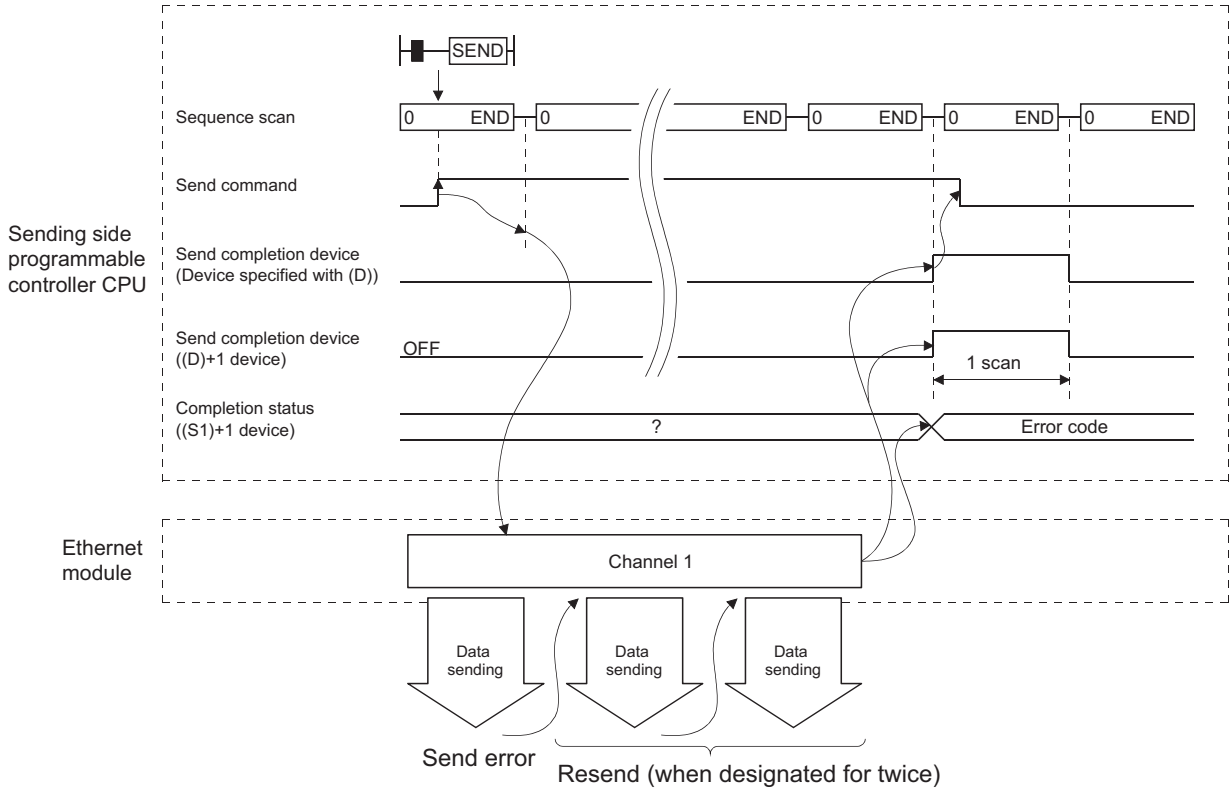 SEND
Sequence scan
0 END 0 END 0 END 0 END 0 END
Send command
Sending side
programmable
controller CPU
Send completion device
(Device specified with (D))
Send completion device
((D)+1 device)
OFF
1 scan
Completion status
((S1)+1 device)
?
Error code
Ethernet
module
Channel 1
Data
sending
Data
sending
Data
sending
Send error
Resend (when designated for twice)